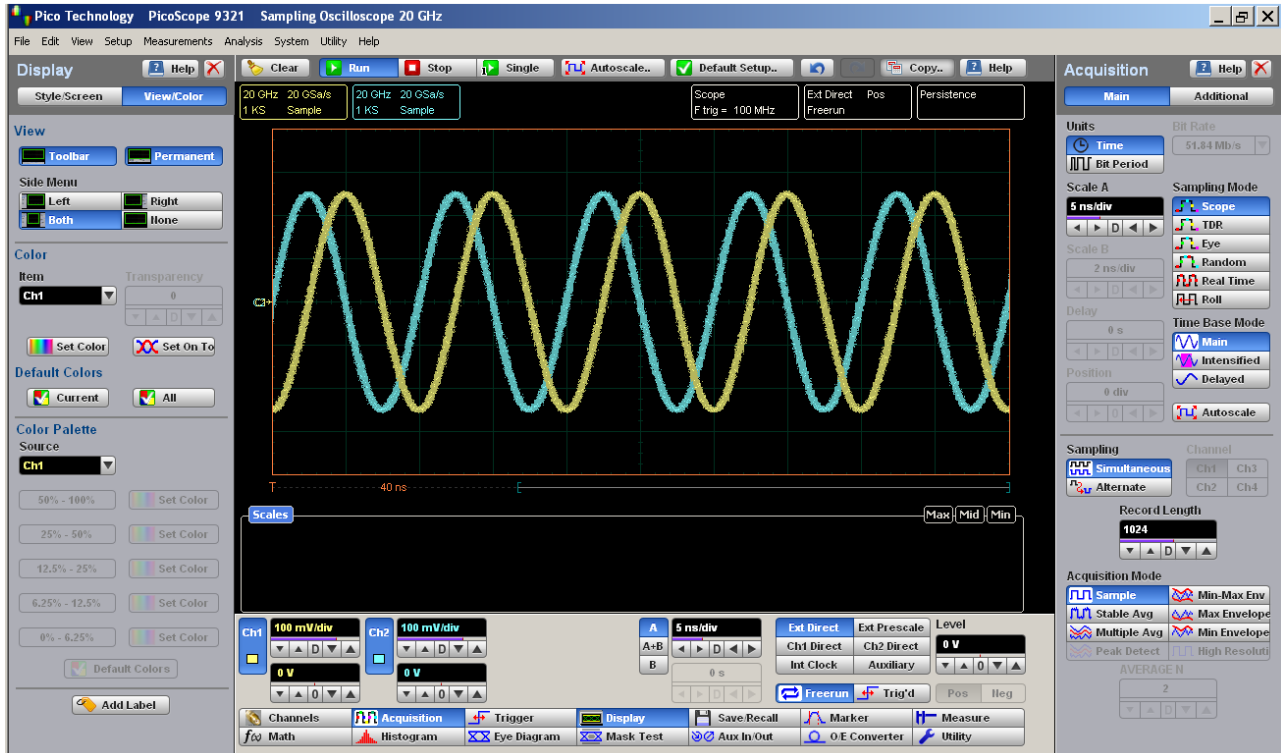 Pico Technology PicoScope 9321 Sampling Oscilloscope 20 GHz
File Edit View Setup Measurements Analysis System Utility Help
Display Help
Style/Screen View/Color
View
Toolbar Permanent
Side Menu
Left Right
Both None
Color
Item Transparency
Ch1 0
D
Set Color Set On To
Default Colors
Current All
Color Palette
Source
Ch1
50% - 100% Set Color
25% - 50% Set Color
12.5% - 25% Set Color
6.25% - 12.5% Set Color
0% - 6.25% Set Color
Default Colors
Add Label
Clear Run Stop Single Autoscale.. Default Setup.. Copy.. Help
20 GHz 20 GSa/s
1 KS Sample
20 GHz 20 GSa/s
1 KS Sample
Scope
F trig = 100 MHz
Ext Direct Pos
Freerun
Persistence
T 40 ns
Scales Max Mid Min
Ch1 100 mV/div
D
0 V
0
Ch2 100 mV/div
D
0 V
0
A 5 ns/div
A+B D
B 0 s
D
Ext Direct Ext Prescale Level
Ch1 Direct Ch2 Direct 0 V
Int Clock Auxiliary 0
Freerun Trig'd Pos Neg
Channels Acquisition Trigger Display Save/Recall Marker Measure
f(x) Math Histogram Eye Diagram Mask Test Aux In/Out O/E Converter Utility
Acquisition Help
Main Additional
Units Bit Rate
Time 51.84 Mb/s
Bit Period
Scale A Sampling Mode
5 ns/div Scope
D TDR
Scale B Eye
2 ns/div Random
D Real Time
Roll
Delay
0 s Time Base Mode
D Main
Position Intensified
0 div Delayed
0 Autoscale
Sampling Channel
Simultaneous Ch1 Ch3
Alternate Ch2 Ch4
Record Length
1024
D
Acquisition Mode
Sample Min-Max Env
Stable Avg Max Envelope
Multiple Avg Min Envelope
Peak Detect High Resoluti
AVERAGE N
2
D